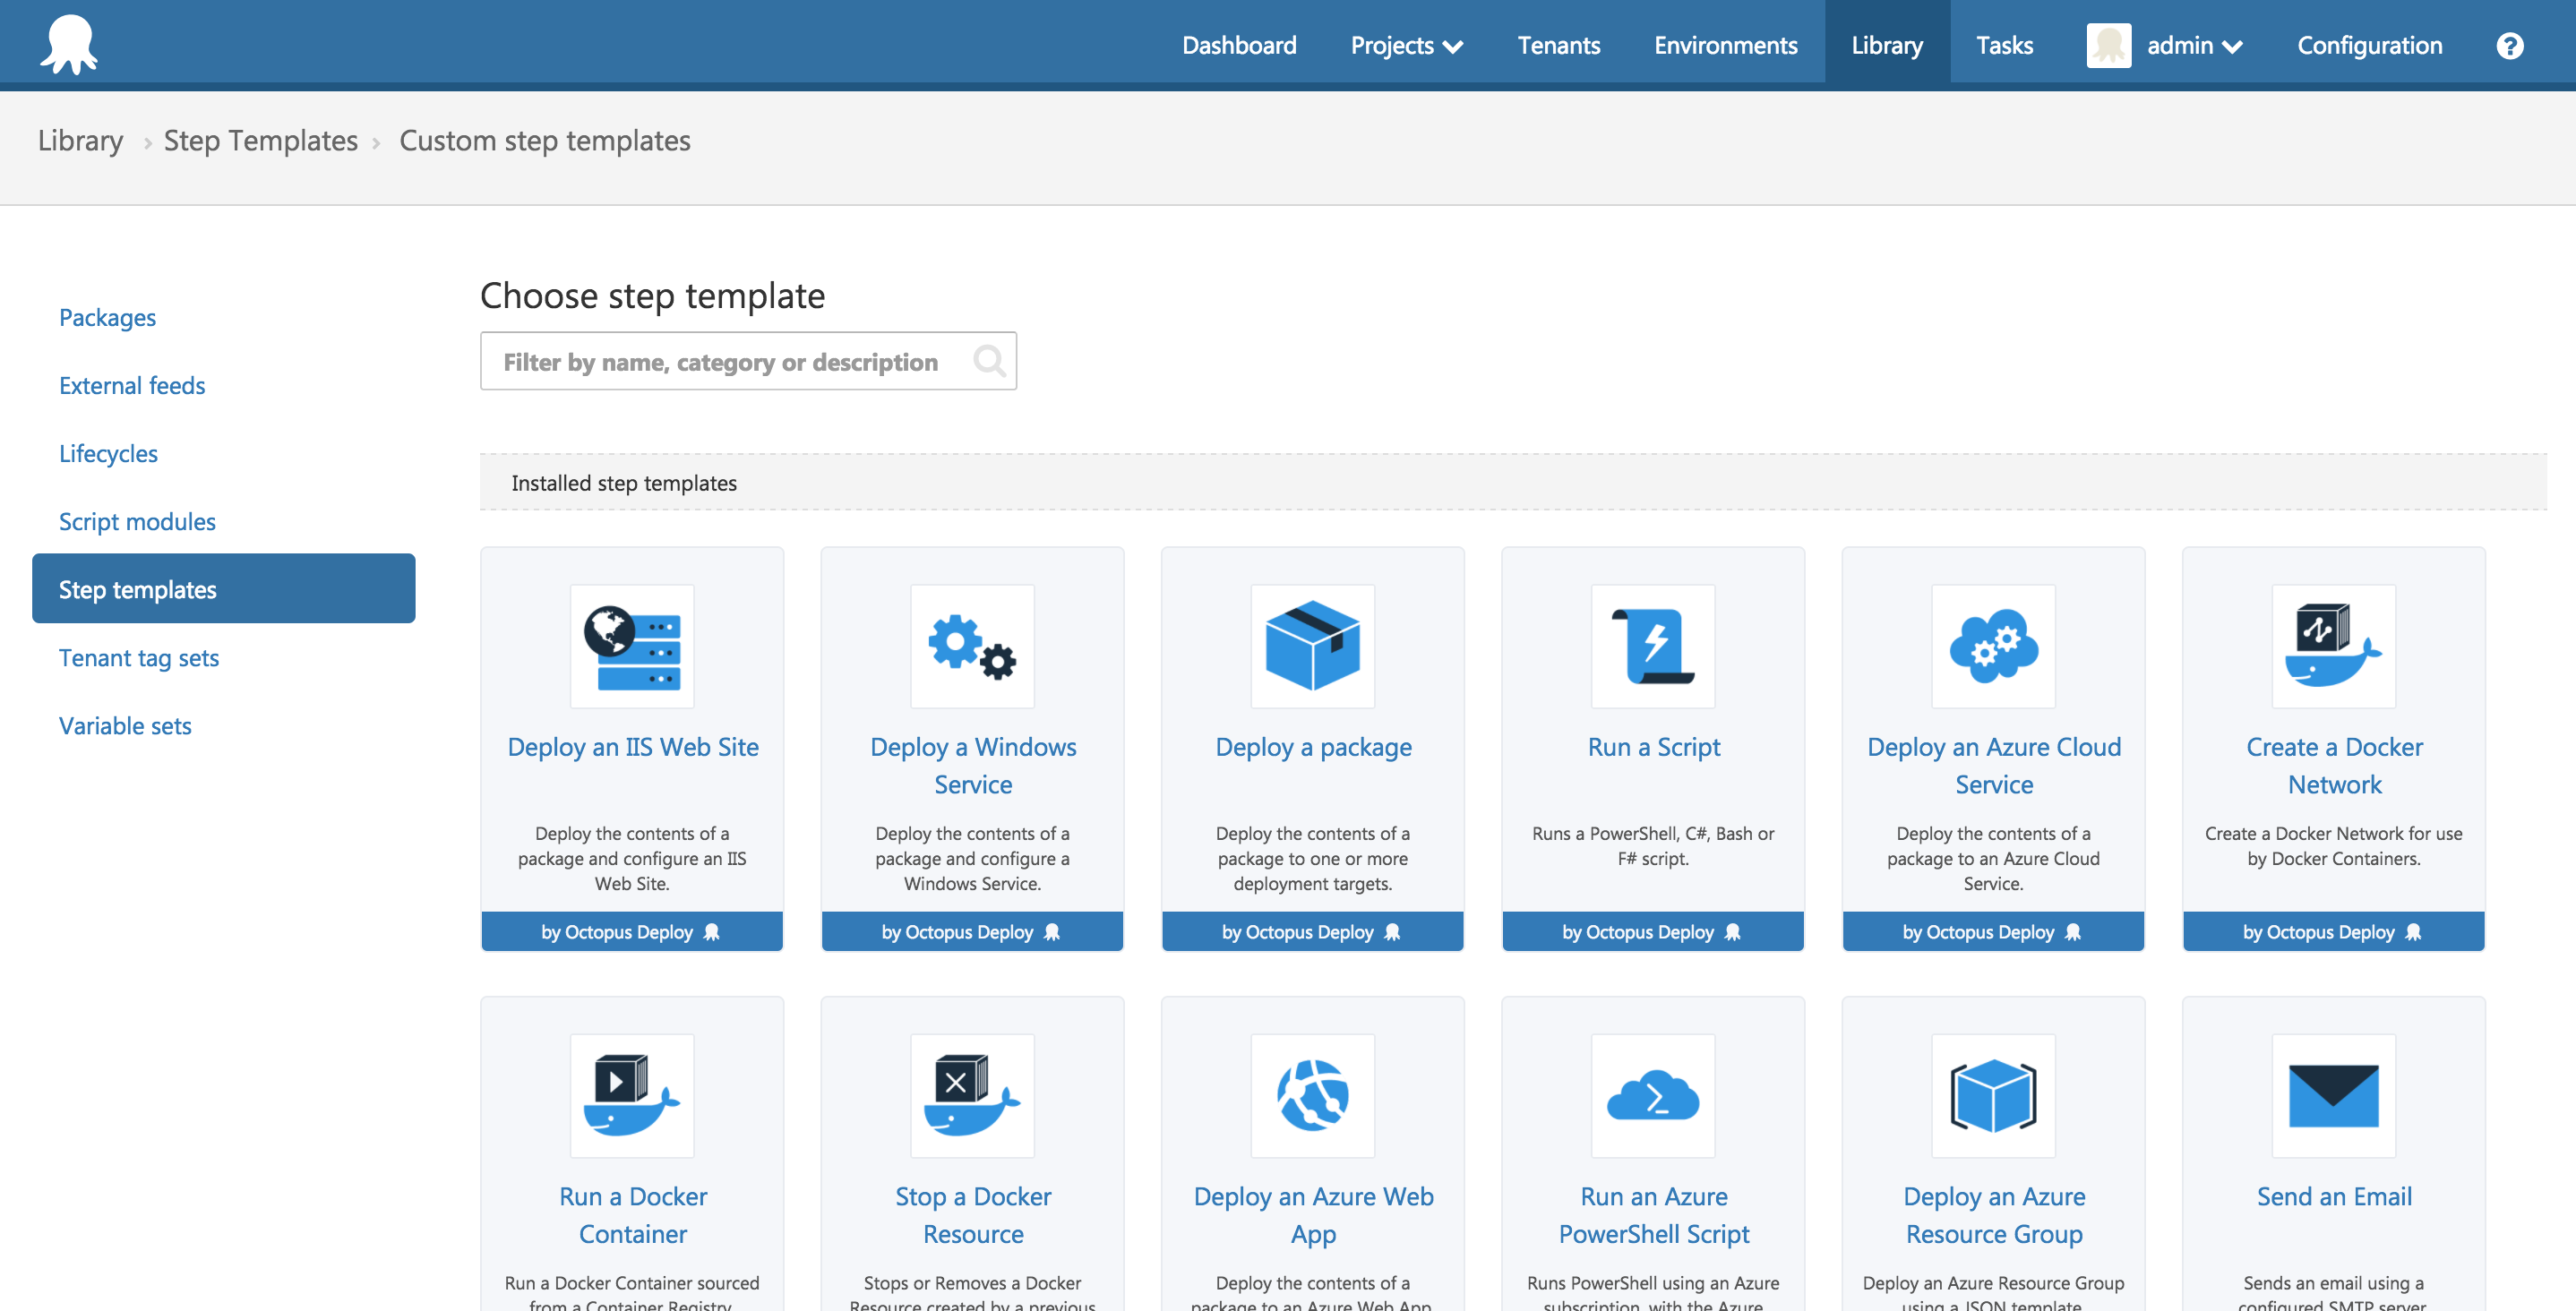 Dashboard Projects Tenants Environments Library Tasks admin Configuration ?
Library › Step Templates › Custom step templates
Packages
External feeds
Lifecycles
Script modules
Step templates
Tenant tag sets
Variable sets
Choose step template
Filter by name, category or description
Installed step templates
Deploy an IIS Web Site
Deploy the contents of a
package and configure an IIS
Web Site.
by Octopus Deploy
Deploy a Windows
Service
Deploy the contents of a
package and configure a
Windows Service.
by Octopus Deploy
Deploy a package
Deploy the contents of a
package to one or more
deployment targets.
by Octopus Deploy
Run a Script
Runs a PowerShell, C#, Bash or
F# script.
by Octopus Deploy
Deploy an Azure Cloud
Service
Deploy the contents of a
package to an Azure Cloud
Service.
by Octopus Deploy
Create a Docker
Network
Create a Docker Network for use
by Docker Containers.
by Octopus Deploy
Run a Docker
Container
Run a Docker Container sourced
from a Container Registry
Stop a Docker
Resource
Stops or Removes a Docker
Resource created by a previous
Deploy an Azure Web
App
Deploy the contents of a
package to an Azure Web App
Run an Azure
PowerShell Script
Runs PowerShell using an Azure
subscription, with the Azure
Deploy an Azure
Resource Group
Deploy an Azure Resource Group
using a JSON template
Send an Email
Sends an email using a
configured SMTP server